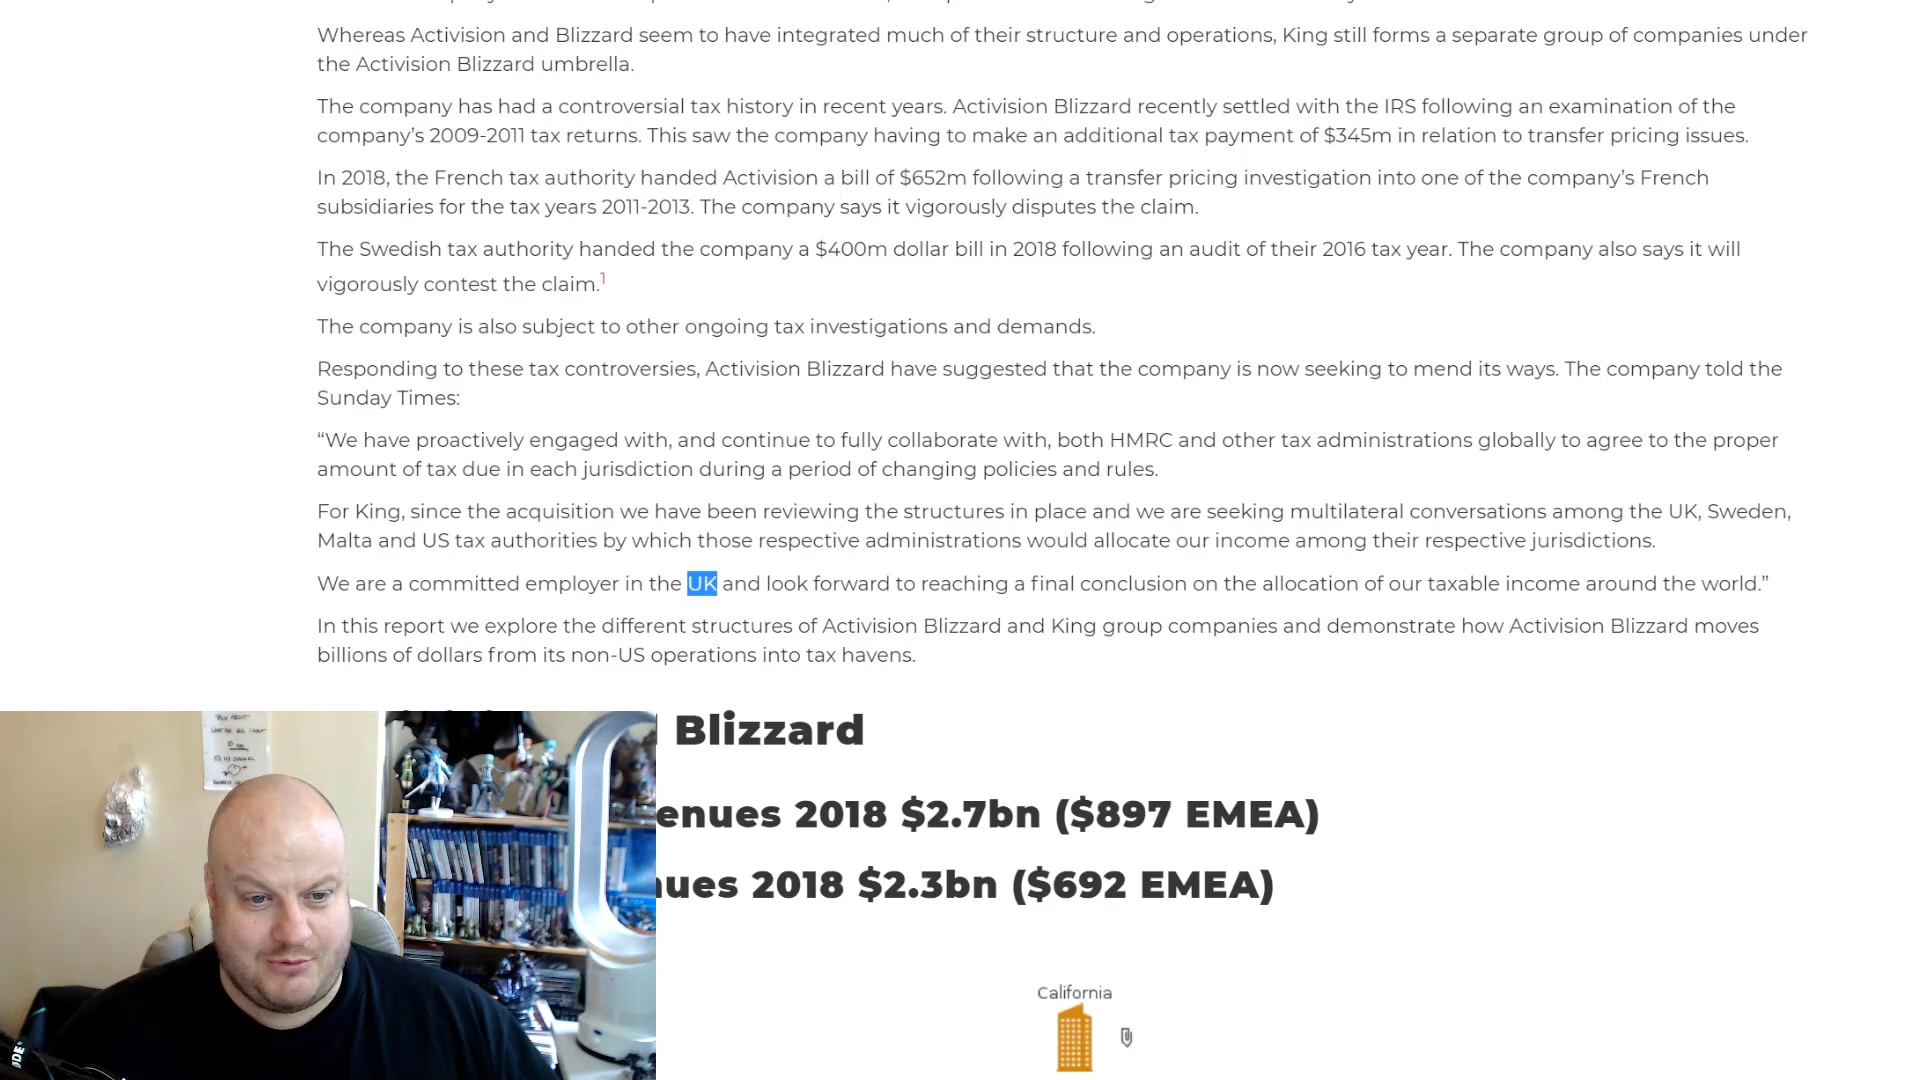 Whereas Activision and Blizzard seem to have integrated much of their structure and operations, King still forms a separate group of companies under
the Activision Blizzard umbrella.
The company has had a controversial tax history in recent years. Activision Blizzard recently settled with the IRS following an examination of the
company’s 2009-2011 tax returns. This saw the company having to make an additional tax payment of $345m in relation to transfer pricing issues.
In 2018, the French tax authority handed Activision a bill of $652m following a transfer pricing investigation into one of the company’s French
subsidiaries for the tax years 2011-2013. The company says it vigorously disputes the claim.
The Swedish tax authority handed the company a $400m dollar bill in 2018 following an audit of their 2016 tax year. The company also says it will
vigorously contest the claim.1
The company is also subject to other ongoing tax investigations and demands.
Responding to these tax controversies, Activision Blizzard have suggested that the company is now seeking to mend its ways. The company told the
Sunday Times:
“We have proactively engaged with, and continue to fully collaborate with, both HMRC and other tax administrations globally to agree to the proper
amount of tax due in each jurisdiction during a period of changing policies and rules.
For King, since the acquisition we have been reviewing the structures in place and we are seeking multilateral conversations among the UK, Sweden,
Malta and US tax authorities by which those respective administrations would allocate our income among their respective jurisdictions.
We are a committed employer in the UK and look forward to reaching a final conclusion on the allocation of our taxable income around the world.”
In this report we explore the different structures of Activision Blizzard and King group companies and demonstrate how Activision Blizzard moves
billions of dollars from its non-US operations into tax havens.
Blizzard
enues 2018 $2.7bn ($897 EMEA)
ues 2018 $2.3bn ($692 EMEA)
California
TALK ABOUT